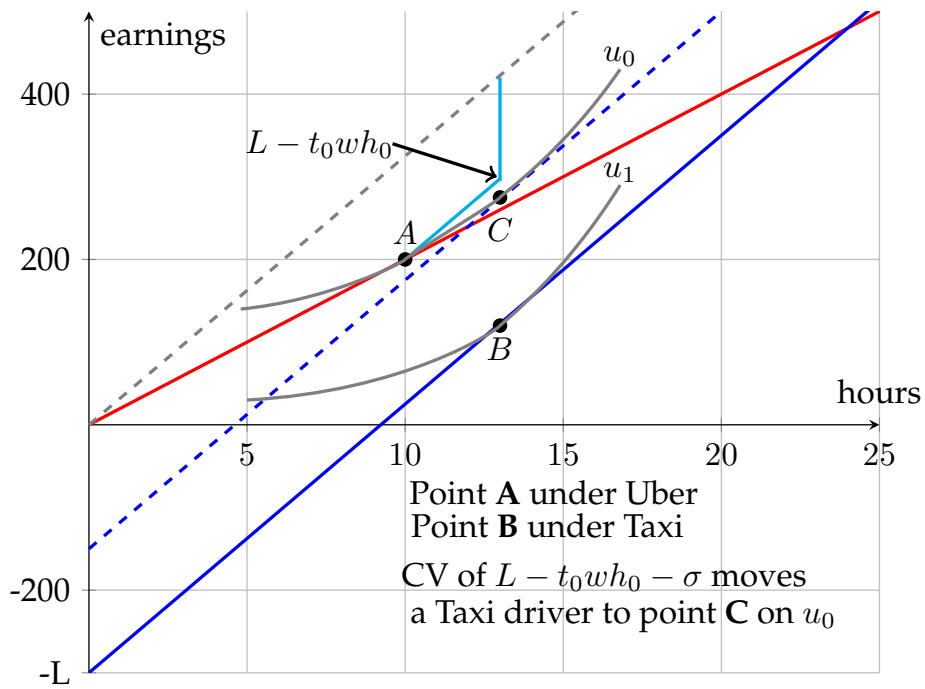 earnings
u₀
400
L − t₀wh₀
u₁
A
C
200
B
hours
5 10 15 20 25
Point A under Uber
Point B under Taxi
CV of L − t₀wh₀ − σ moves
-200
a Taxi driver to point C on u₀
-L